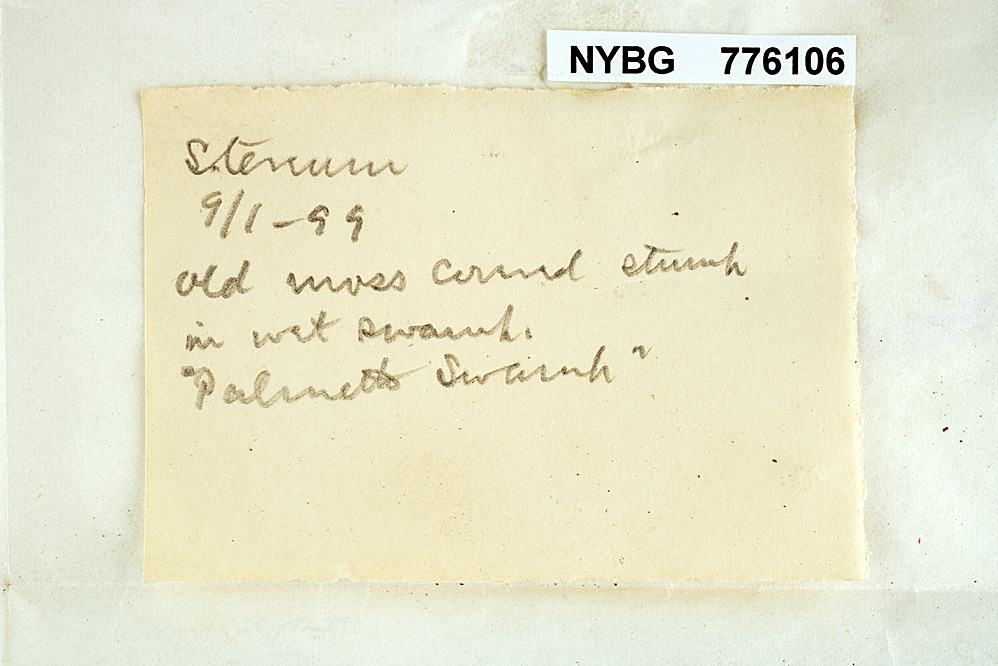 NYBG 776106
Stereum
9/1-99
old moss covered stump
in wet swamp.
"Palmetto Swamp"